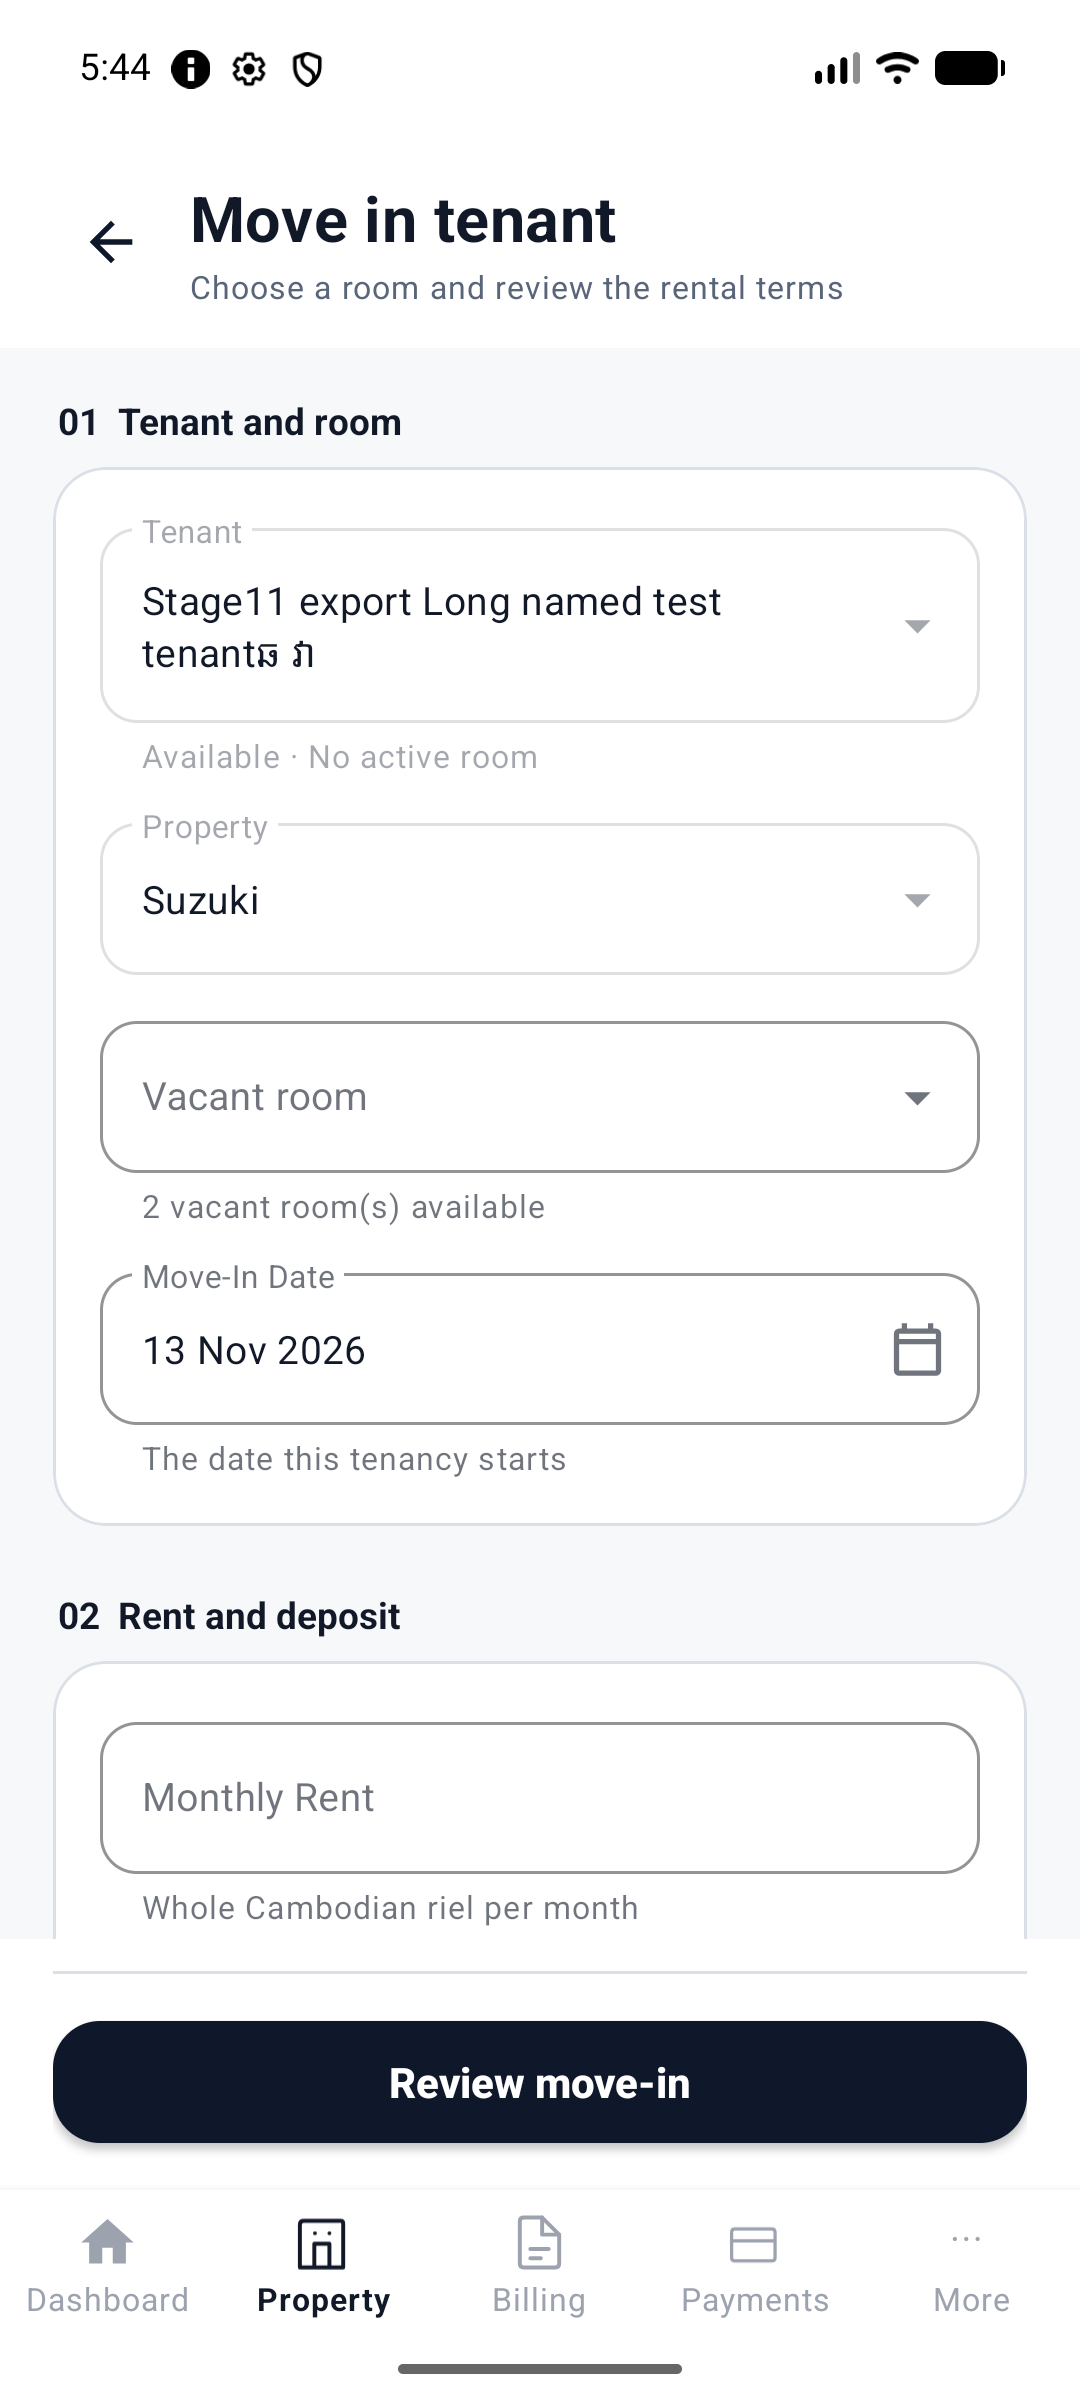 5:44
Move in tenant
Choose a room and review the rental terms
01 Tenant and room
Tenant
Stage11 export Long named test
tenantឆ វា
Available · No active room
Property
Suzuki
Vacant room
2 vacant room(s) available
Move-In Date
13 Nov 2026
The date this tenancy starts
02 Rent and deposit
Monthly Rent
Whole Cambodian riel per month
Review move-in
Dashboard
Property
Billing
Payments
More